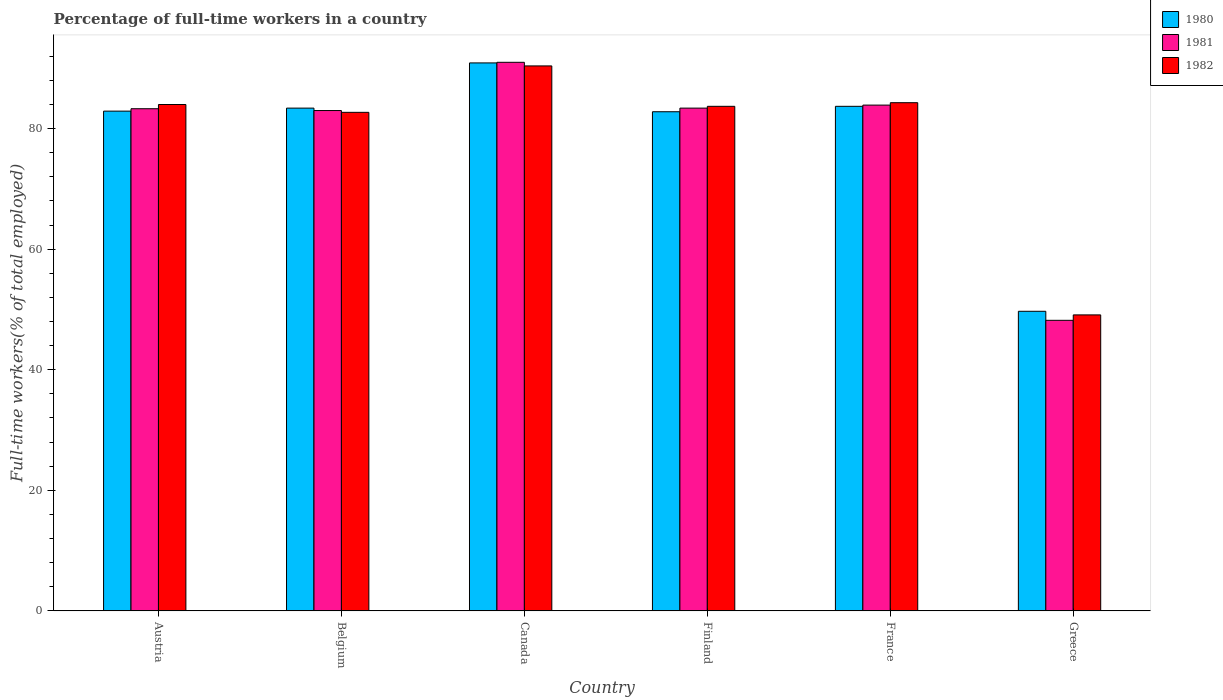 Percentage of full-time workers in a country
1980
1981
1982
Full-time workers(% of total employed)
80
60
40
20
0
Austria
Belgium
Canada
Finland
France
Greece
Country